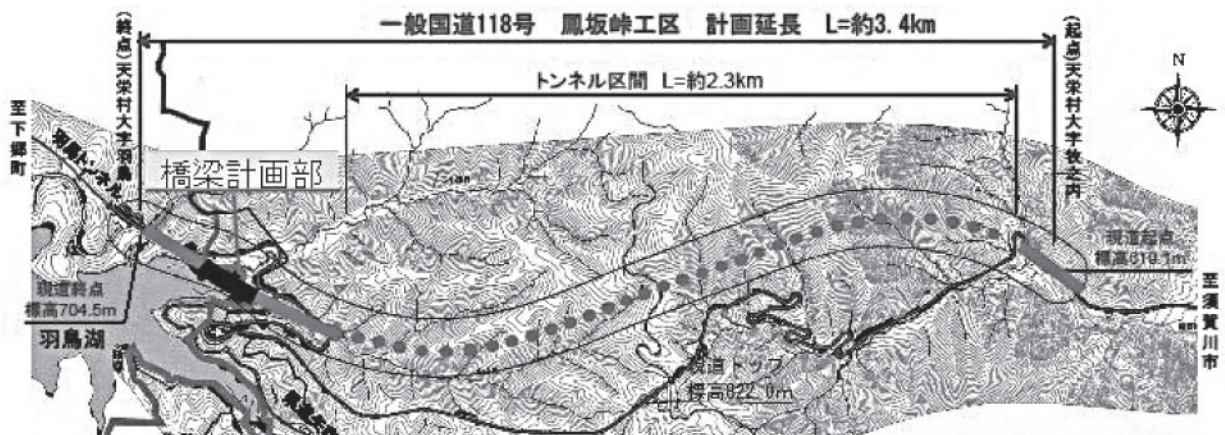 一般国道118号 鳳坂峠工区 計画延長 L=約3.4km
トンネル区間 L=約2.3km
(終点)天栄村大字羽鳥
(起点)天栄村大字牧之内
N
至下郷町
橋梁計画部
現道起点
標高619.1m
現道終点
標高704.5m
羽鳥湖
至須賀川市
現道トップ
標高822.0m